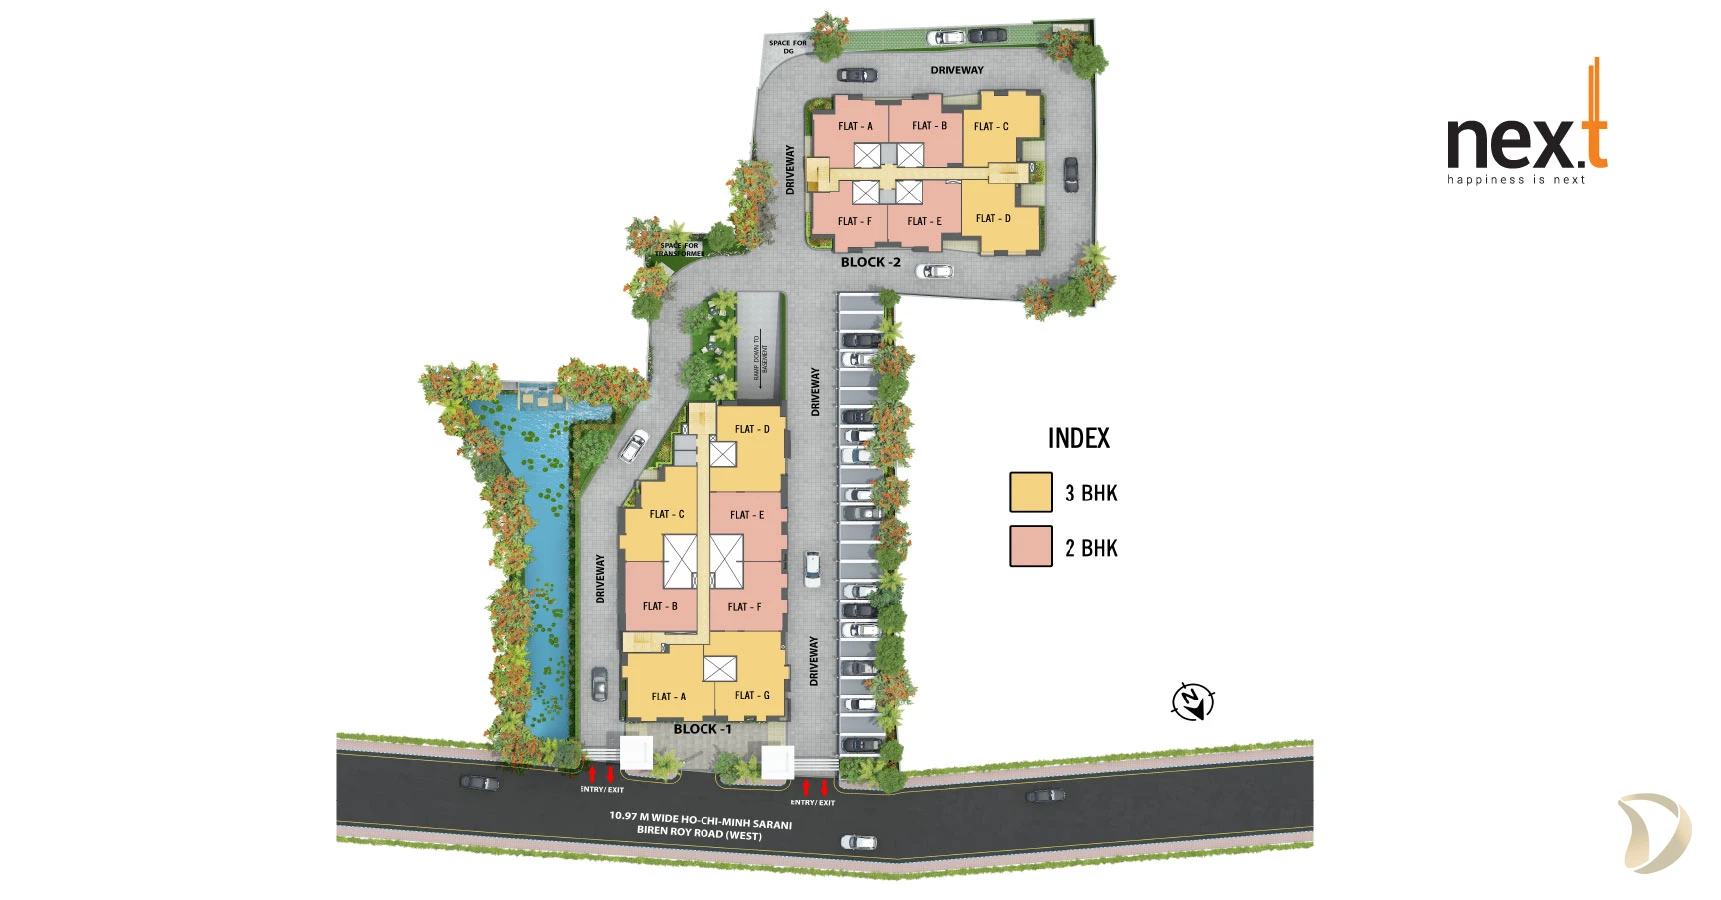 SPACE FOR
DG
DRIVEWAY
nex.t
happiness is next
FLAT - A
FLAT - B
FLAT - C
DRIVEWAY
FLAT - F
FLAT - E
FLAT - D
SPACE FOR
TRANSFORMER
BLOCK -2
RAMP DOWN TO
BASEMENT
DRIVEWAY
FLAT - D
INDEX
3 BHK
2 BHK
FLAT - C
FLAT - E
DRIVEWAY
FLAT - B
FLAT - F
DRIVEWAY
FLAT - A
FLAT - G
BLOCK -1
N
ENTRY/ EXIT
ENTRY/ EXIT
10.97 M WIDE HO-CHI-MINH SARANI
BIREN ROY ROAD (WEST)